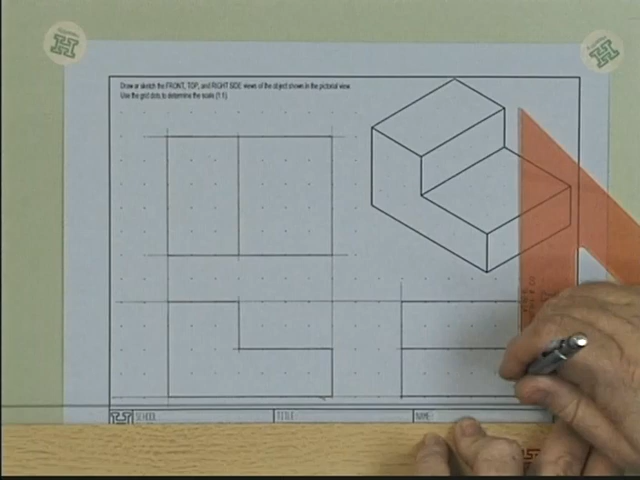 Draw or sketch the FRONT, TOP, and RIGHT SIDE views of the object shown in the pictorial view.
Use the grid dots to determine the scale (1:1).
SCHOOL:
TITLE:
NAME: